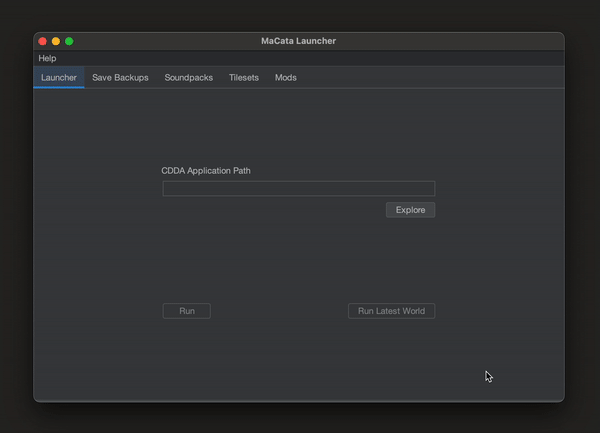 MaCata Launcher
Help
Launcher Save Backups Soundpacks Tilesets Mods
CDDA Application Path
Explore
Run Run Latest World